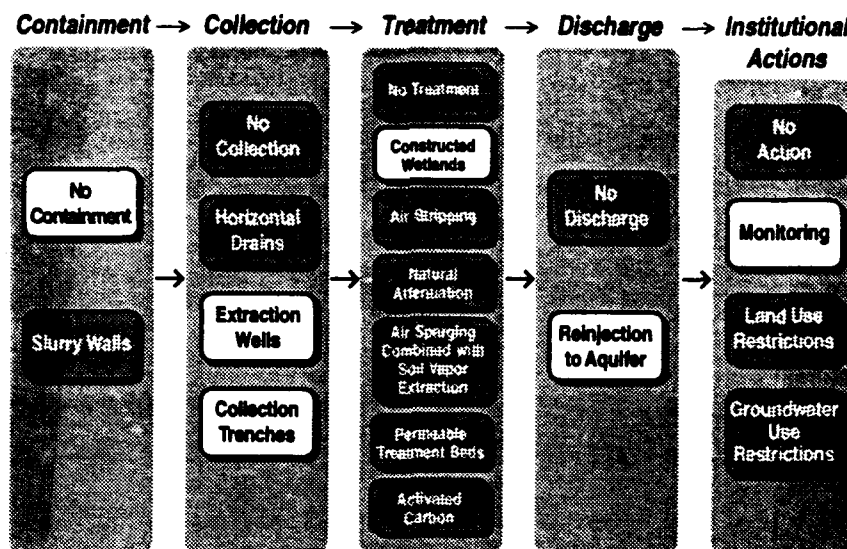 Containment → Collection → Treatment → Discharge → Institutional
Actions
No
Containment
Slurry Walls
No
Collection
Horizontal
Drains
Extraction
Wells
Collection
Trenches
No Treatment
Constructed
Wetlands
Air Stripping
Natural
Attenuation
Air Sparging
Combined with
Soil Vapor
Extraction
Permeable
Treatment Beds
Activated
Carbon
No
Discharge
Reinjection
to Aquifer
No
Action
Monitoring
Land Use
Restrictions
Groundwater
Use
Restrictions